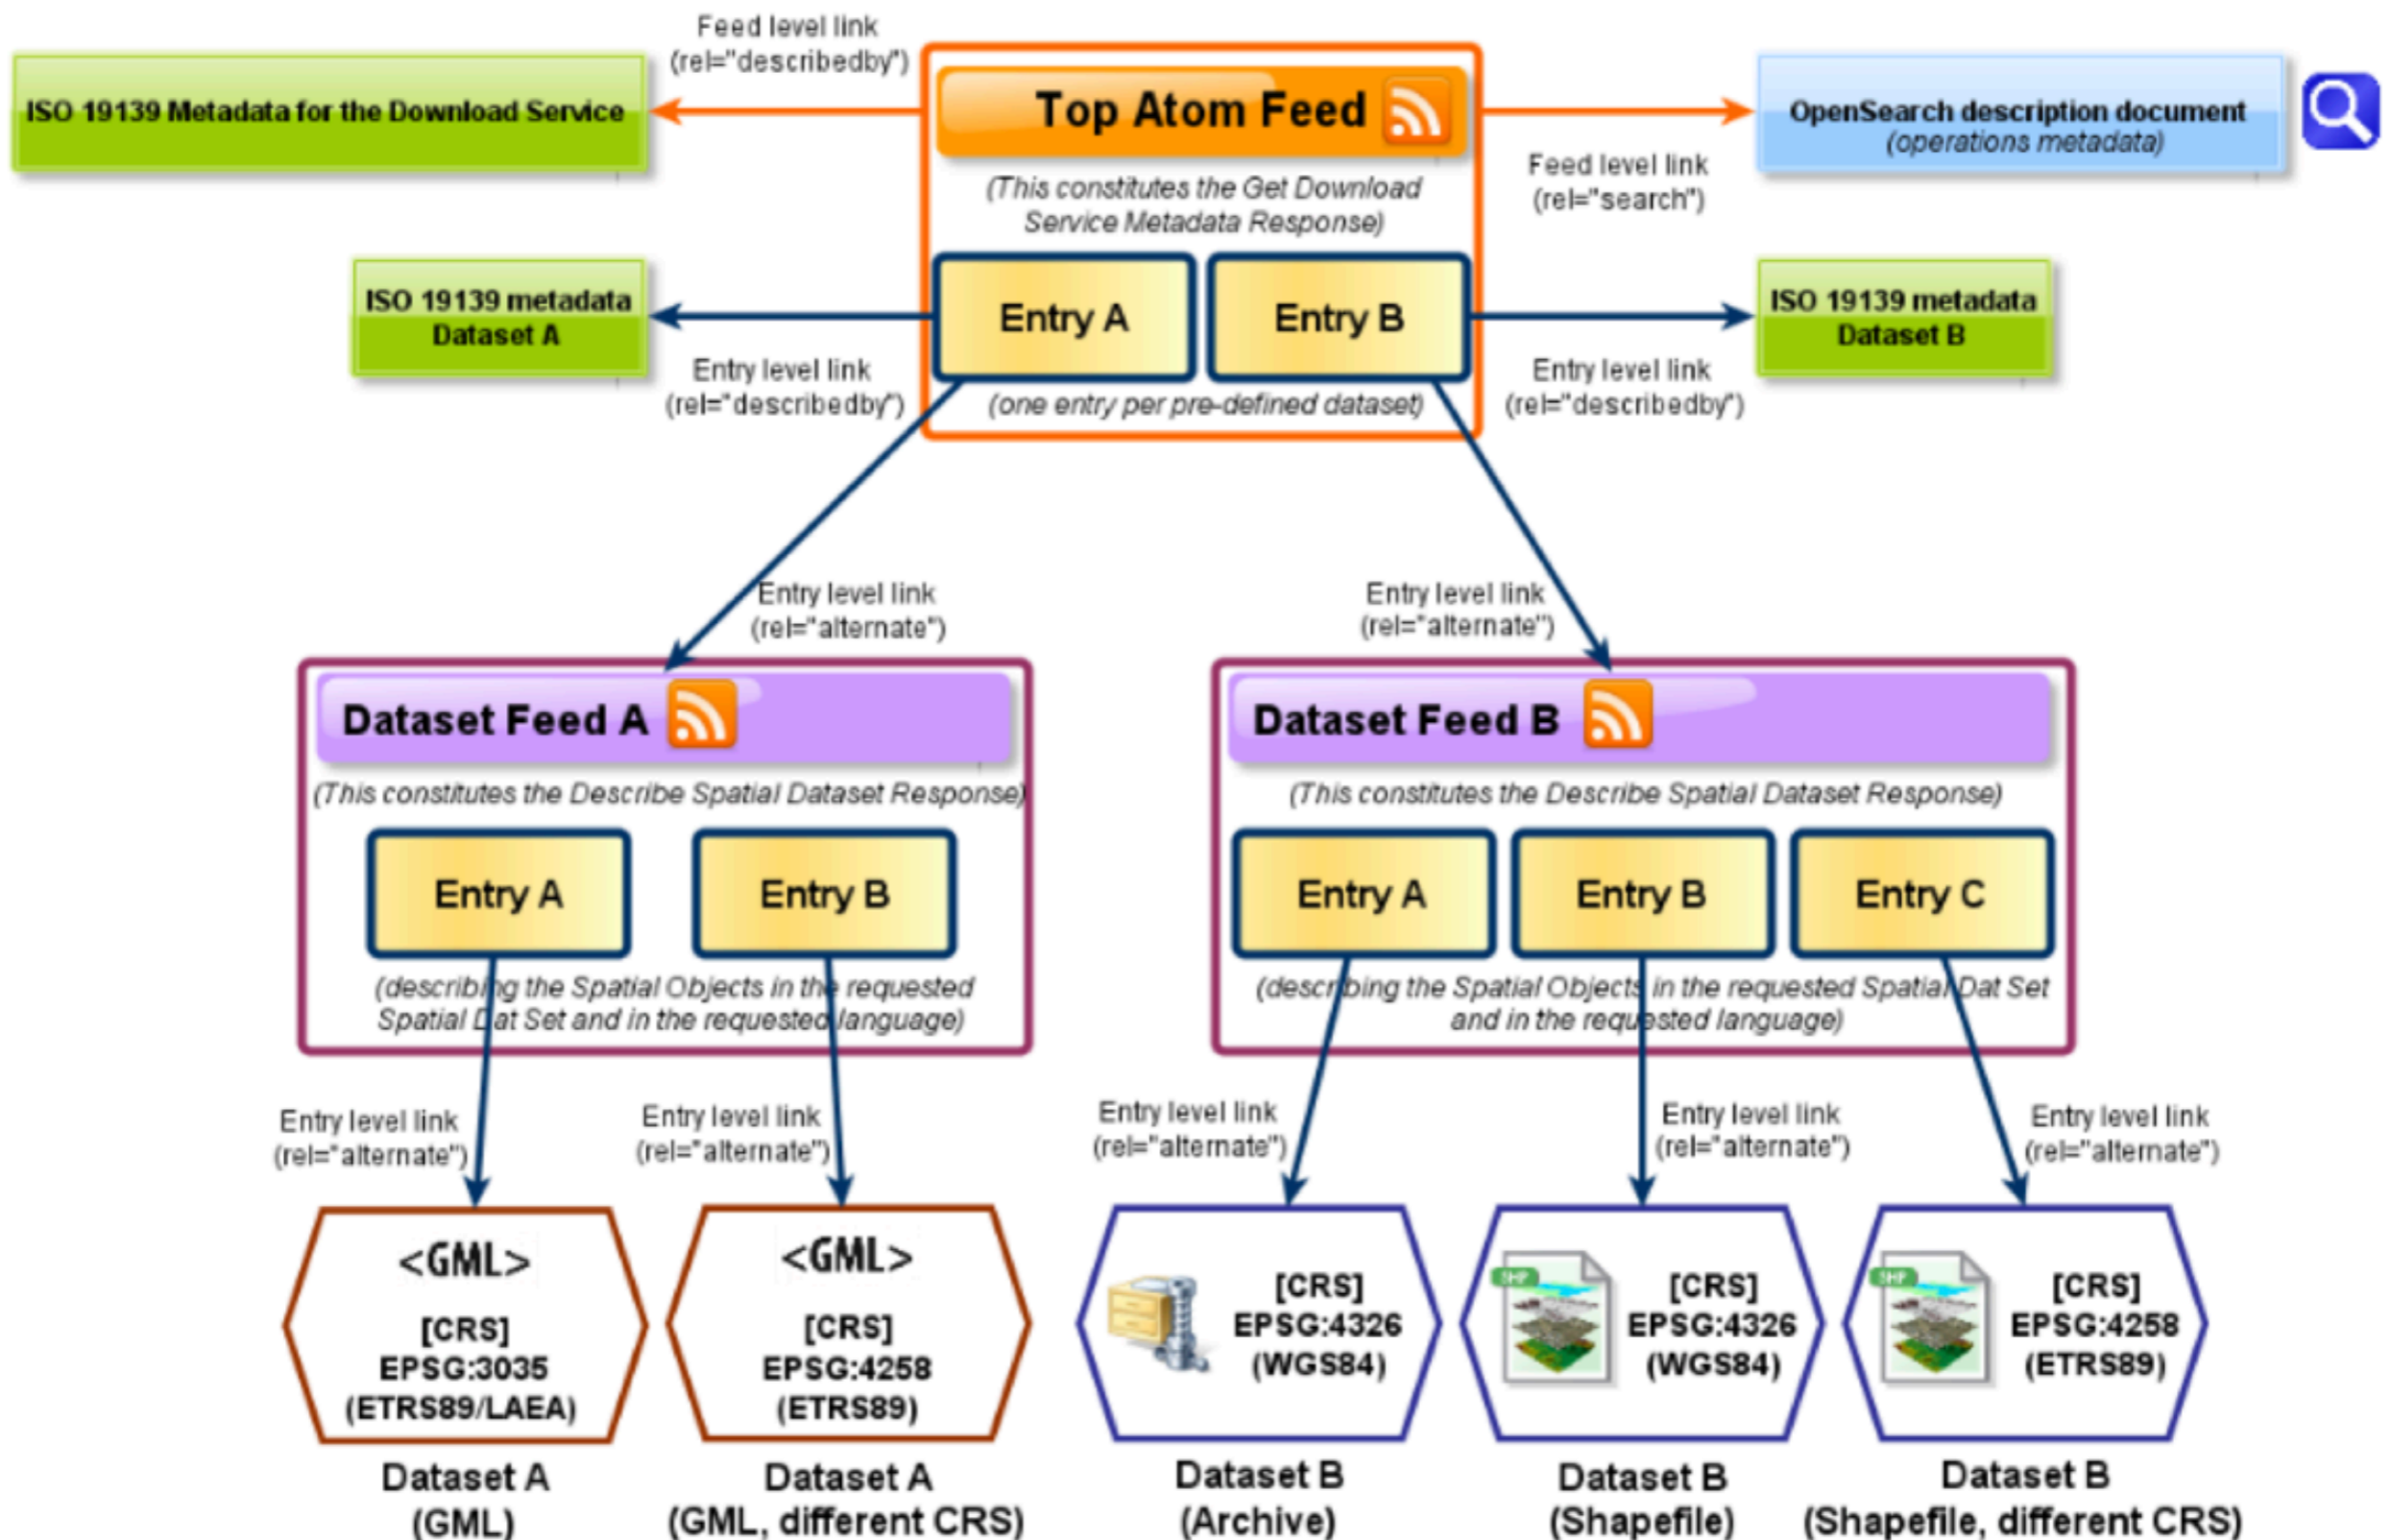 Feed level link
(rel="describedby")
ISO 19139 Metadata for the Download Service
Top Atom Feed
OpenSearch description document
(operations metadata)
Feed level link
(rel="search")
(This constitutes the Get Download
Service Metadata Response)
ISO 19139 metadata
Dataset A
Entry A
Entry B
ISO 19139 metadata
Dataset B
Entry level link
(rel="describedby")
(one entry per pre-defined dataset)
Entry level link
(rel="describedby")
Entry level link
(rel="alternate")
Entry level link
(rel="alternate")
Dataset Feed A
(This constitutes the Describe Spatial Dataset Response)
Entry A
Entry B
(describing the Spatial Objects in the requested
Spatial Dat Set and in the requested language)
Dataset Feed B
(This constitutes the Describe Spatial Dataset Response)
Entry A
Entry B
Entry C
(describing the Spatial Objects in the requested Spatial Dat Set
and in the requested language)
Entry level link
(rel="alternate")
Entry level link
(rel="alternate")
Entry level link
(rel="alternate")
Entry level link
(rel="alternate")
Entry level link
(rel="alternate")
<GML>
[CRS]
EPSG:3035
(ETRS89/LAEA)
Dataset A
(GML)
<GML>
[CRS]
EPSG:4258
(ETRS89)
Dataset A
(GML, different CRS)
[CRS]
EPSG:4326
(WGS84)
Dataset B
(Archive)
SHP
[CRS]
EPSG:4326
(WGS84)
Dataset B
(Shapefile)
SHP
[CRS]
EPSG:4258
(ETRS89)
Dataset B
(Shapefile, different CRS)